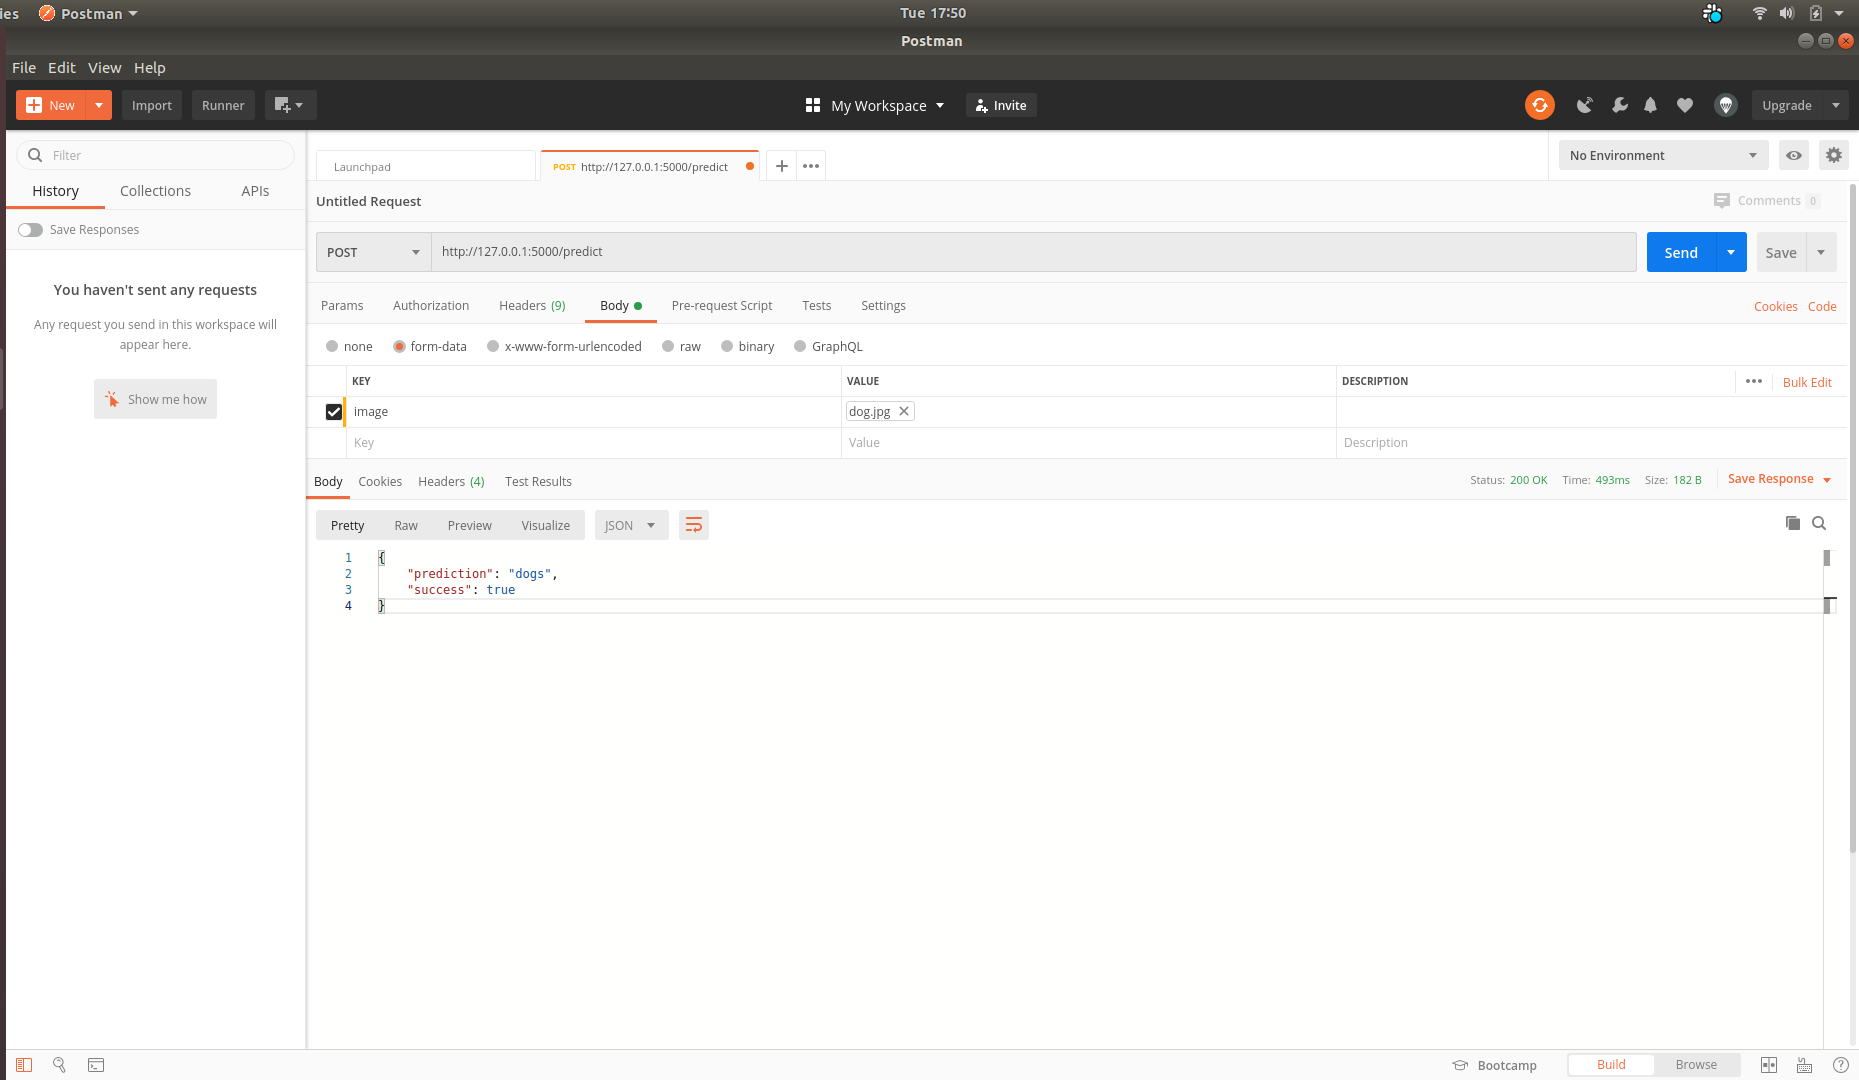 ies Postman Tue 17:50
Postman
File Edit View Help
New Import Runner My Workspace Invite Upgrade
Filter
History Collections APIs
Save Responses
You haven't sent any requests
Any request you send in this workspace will
appear here.
Show me how
Launchpad POST http://127.0.0.1:5000/predict No Environment
Untitled Request Comments 0
POST http://127.0.0.1:5000/predict Send Save
Params Authorization Headers (9) Body Pre-request Script Tests Settings Cookies Code
none form-data x-www-form-urlencoded raw binary GraphQL
KEY VALUE DESCRIPTION Bulk Edit
image dog.jpg
Key Value Description
Body Cookies Headers (4) Test Results Status: 200 OK Time: 493ms Size: 182 B Save Response
Pretty Raw Preview Visualize JSON
1 {
2 "prediction": "dogs",
3 "success": true
4 }
Bootcamp Build Browse